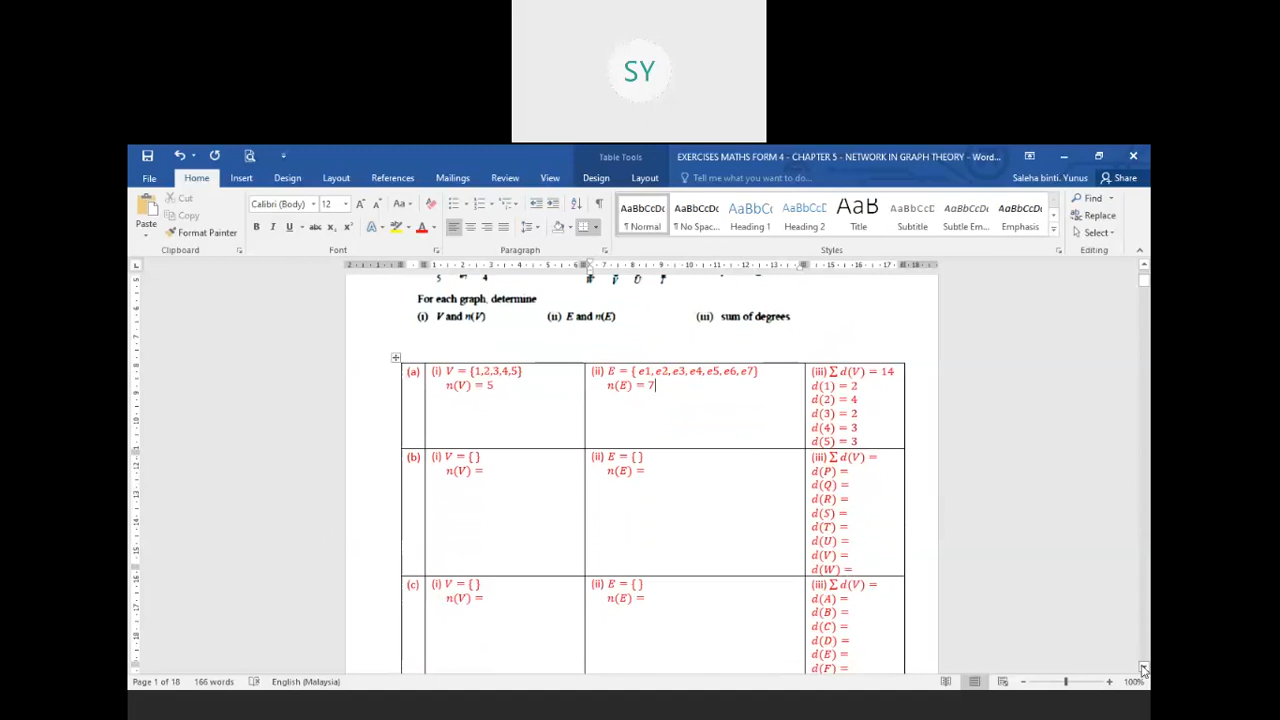 SY
Table Tools
EXERCISES MATHS FORM 4 - CHAPTER 5 - NETWORK IN GRAPH THEORY - Word...
File Home Insert Design Layout References Mailings Review View Design Layout Tell me what you want to do... Saleha binti. Yunus Share
Paste Cut Copy Format Painter
Calibri (Body) 12
AaBbCcDc AaBbCcDc AaBbCc AaBbCcC AaB AaBbCcD AaBbCcDc AaBbCcDc
¶ Normal ¶ No Spac... Heading 1 Heading 2 Title Subtitle Subtle Em... Emphasis
Find Replace Select
Clipboard Font Paragraph Styles Editing
For each graph, determine
(i) V and n(V) (ii) E and n(E) (iii) sum of degrees
(a) (i) V = {1,2,3,4,5} (ii) E = { e1, e2, e3, e4, e5, e6, e7} (iii) ∑ d(V) = 14
n(V) = 5 n(E) = 7 d(1) = 2
d(2) = 4
d(3) = 2
d(4) = 3
d(5) = 3
(b) (i) V = { } (ii) E = { } (iii) ∑ d(V) =
n(V) = n(E) = d(P) =
d(Q) =
d(R) =
d(S) =
d(T) =
d(U) =
d(V) =
d(W) =
(c) (i) V = { } (ii) E = { } (iii) ∑ d(V) =
n(V) = n(E) = d(A) =
d(B) =
d(C) =
d(D) =
d(E) =
d(F) =
Page 1 of 18 166 words English (Malaysia) 100%